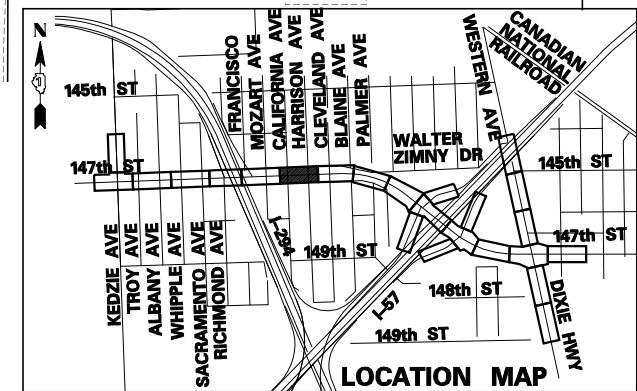 N
145th ST
147th ST
FRANCISCO
MOZART AVE
CALIFORNIA AVE
HARRISON AVE
CLEVELAND AVE
BLAINE AVE
PALMER AVE
WESTERN AVE
CANADIAN
NATIONAL
RAILROAD
WALTER
ZIMNY DR
145th ST
147th ST
KEDZIE AVE
TROY AVE
ALBANY AVE
WHIPPLE AVE
SACRAMENTO AVE
RICHMOND AVE
I-294
149th ST
I-57
148th ST
149th ST
DIXIE HWY
LOCATION MAP